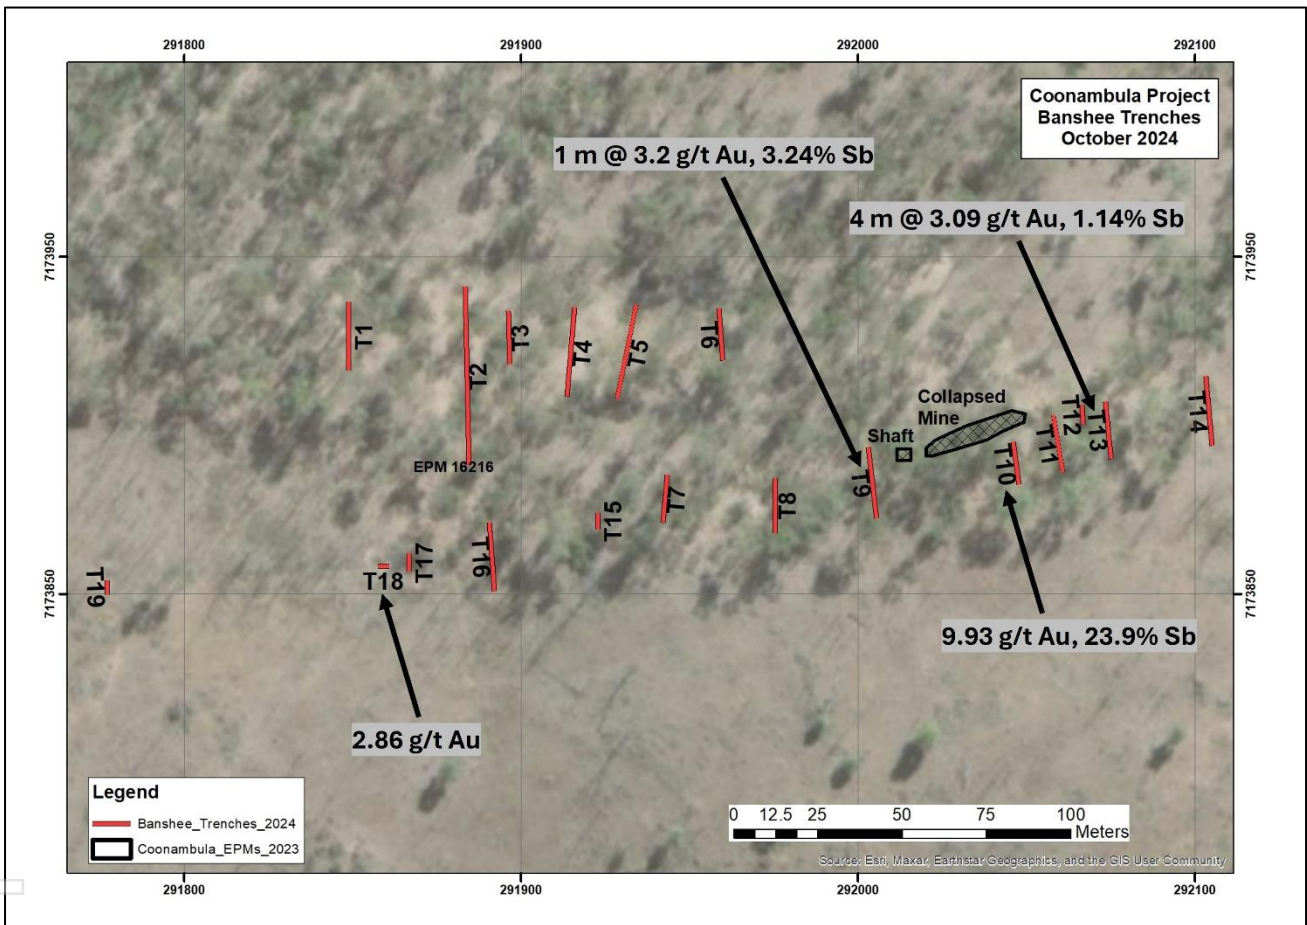 291800
291900
292000
292100
Coonambula Project
Banshee Trenches
October 2024
1 m @ 3.2 g/t Au, 3.24% Sb
4 m @ 3.09 g/t Au, 1.14% Sb
7173950
7173950
T1
T2
T3
T4
T5
T6
Collapsed
Mine
Shaft
T12
T13
T14
T11
T10
T9
EPM 16216
T8
T7
T15
T16
T17
T18
T19
7173850
7173850
9.93 g/t Au, 23.9% Sb
2.86 g/t Au
Legend
Banshee_Trenches_2024
Coonambula_EPMs_2023
0 12.5 25 50 75 100
Meters
Source: Esri, Maxar, Earthstar Geographics, and the GIS User Community
291800
291900
292000
292100